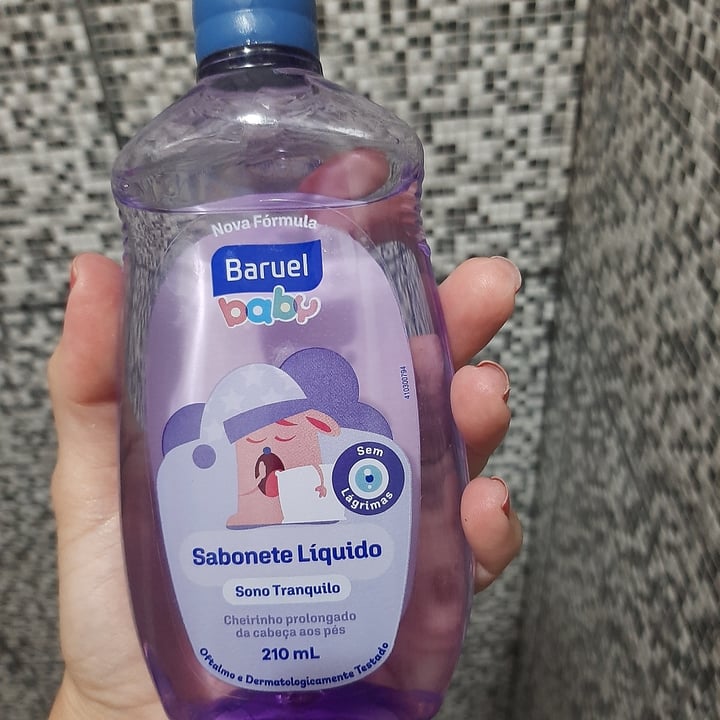 Nova Fórmula
Baruel
baby
410300794
Sem
Lágrimas
Sabonete Líquido
Sono Tranquilo
Cheirinho prolongado
da cabeça aos pés
210 mL
Oftalmo e Dermatologicamente Testado